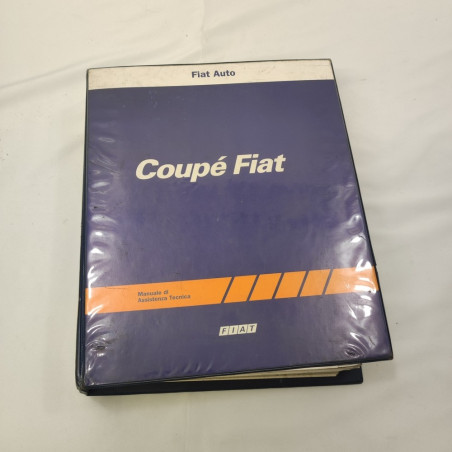 Fiat Auto
Coupé Fiat
Manuale di
Assistenza Tecnica
FIAT